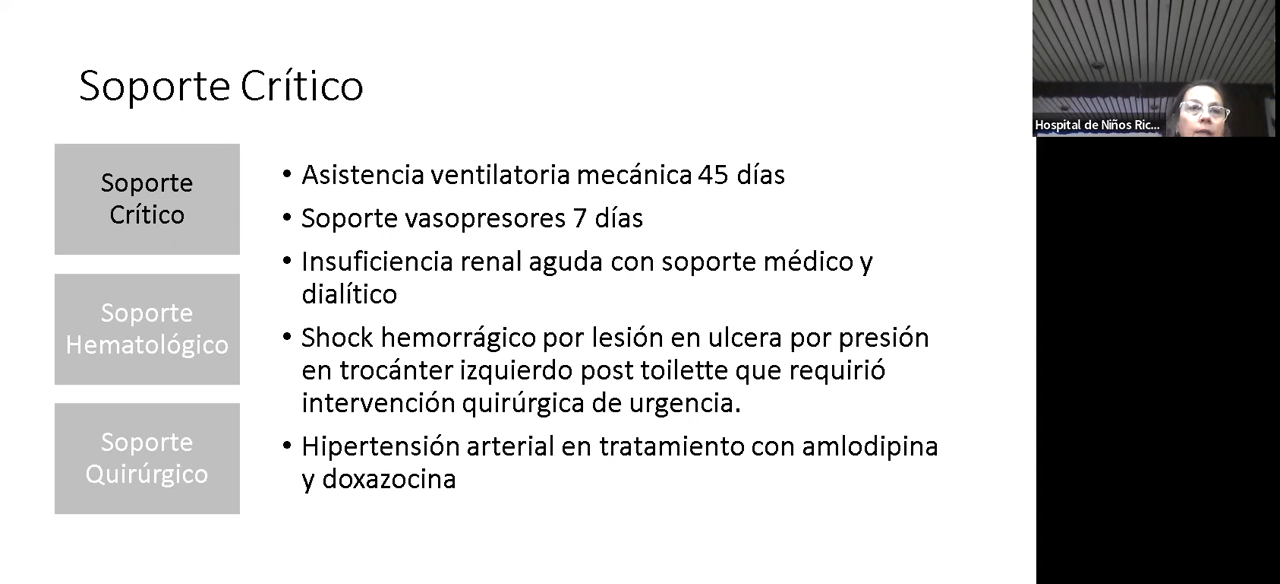 Soporte Crítico
Soporte
Crítico
Soporte
Hematológico
Soporte
Quirúrgico
• Asistencia ventilatoria mecánica 45 días
• Soporte vasopresores 7 días
• Insuficiencia renal aguda con soporte médico y
dialítico
• Shock hemorrágico por lesión en ulcera por presión
en trocánter izquierdo post toilette que requirió
intervención quirúrgica de urgencia.
• Hipertensión arterial en tratamiento con amlodipina
y doxazocina
Hospital de Niños Ric...